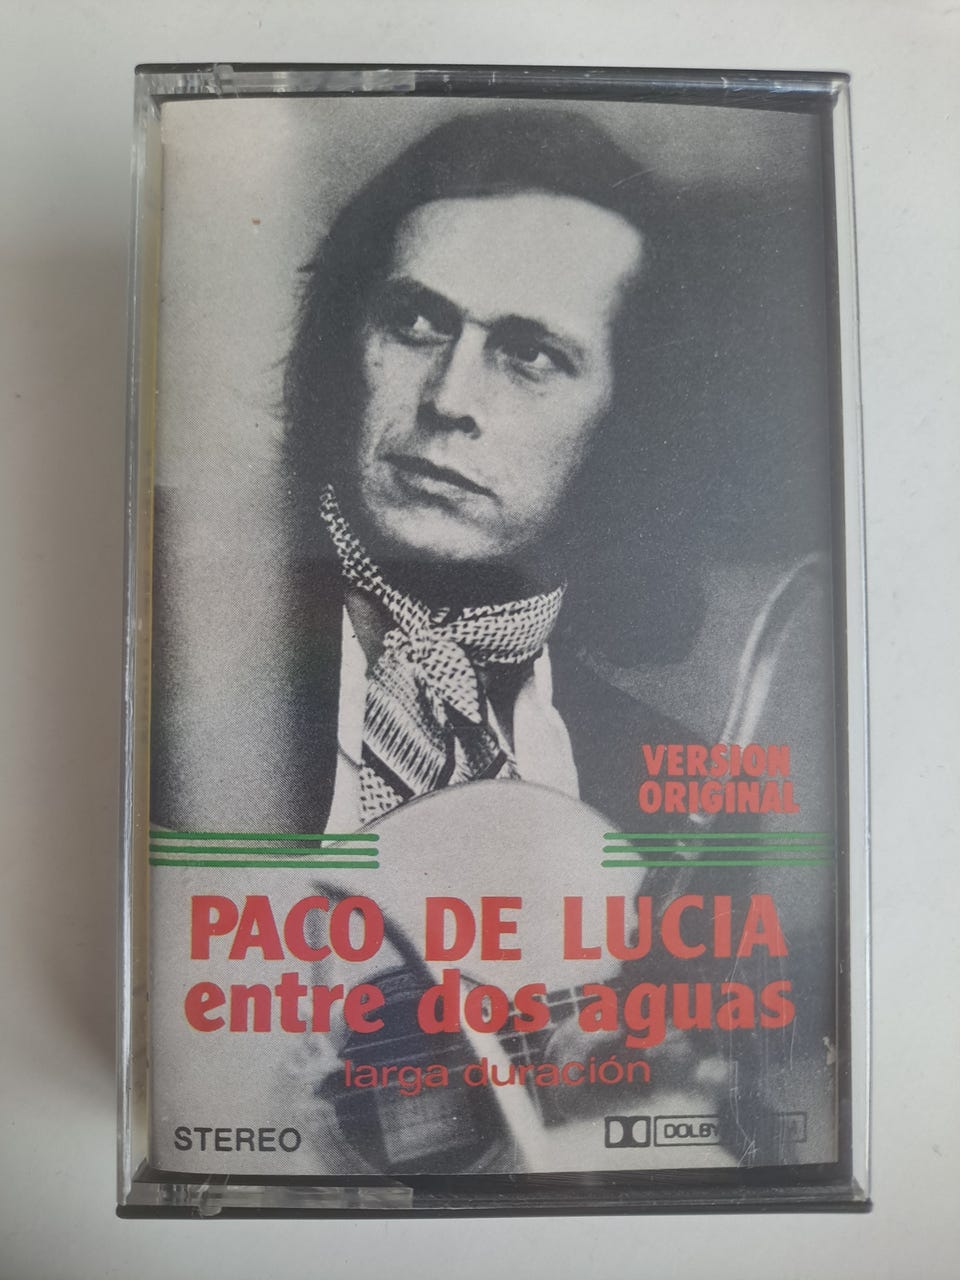 VERSION
ORIGINAL
PACO DE LUCIA
entre dos aguas
larga duración
STEREO
DOLBY